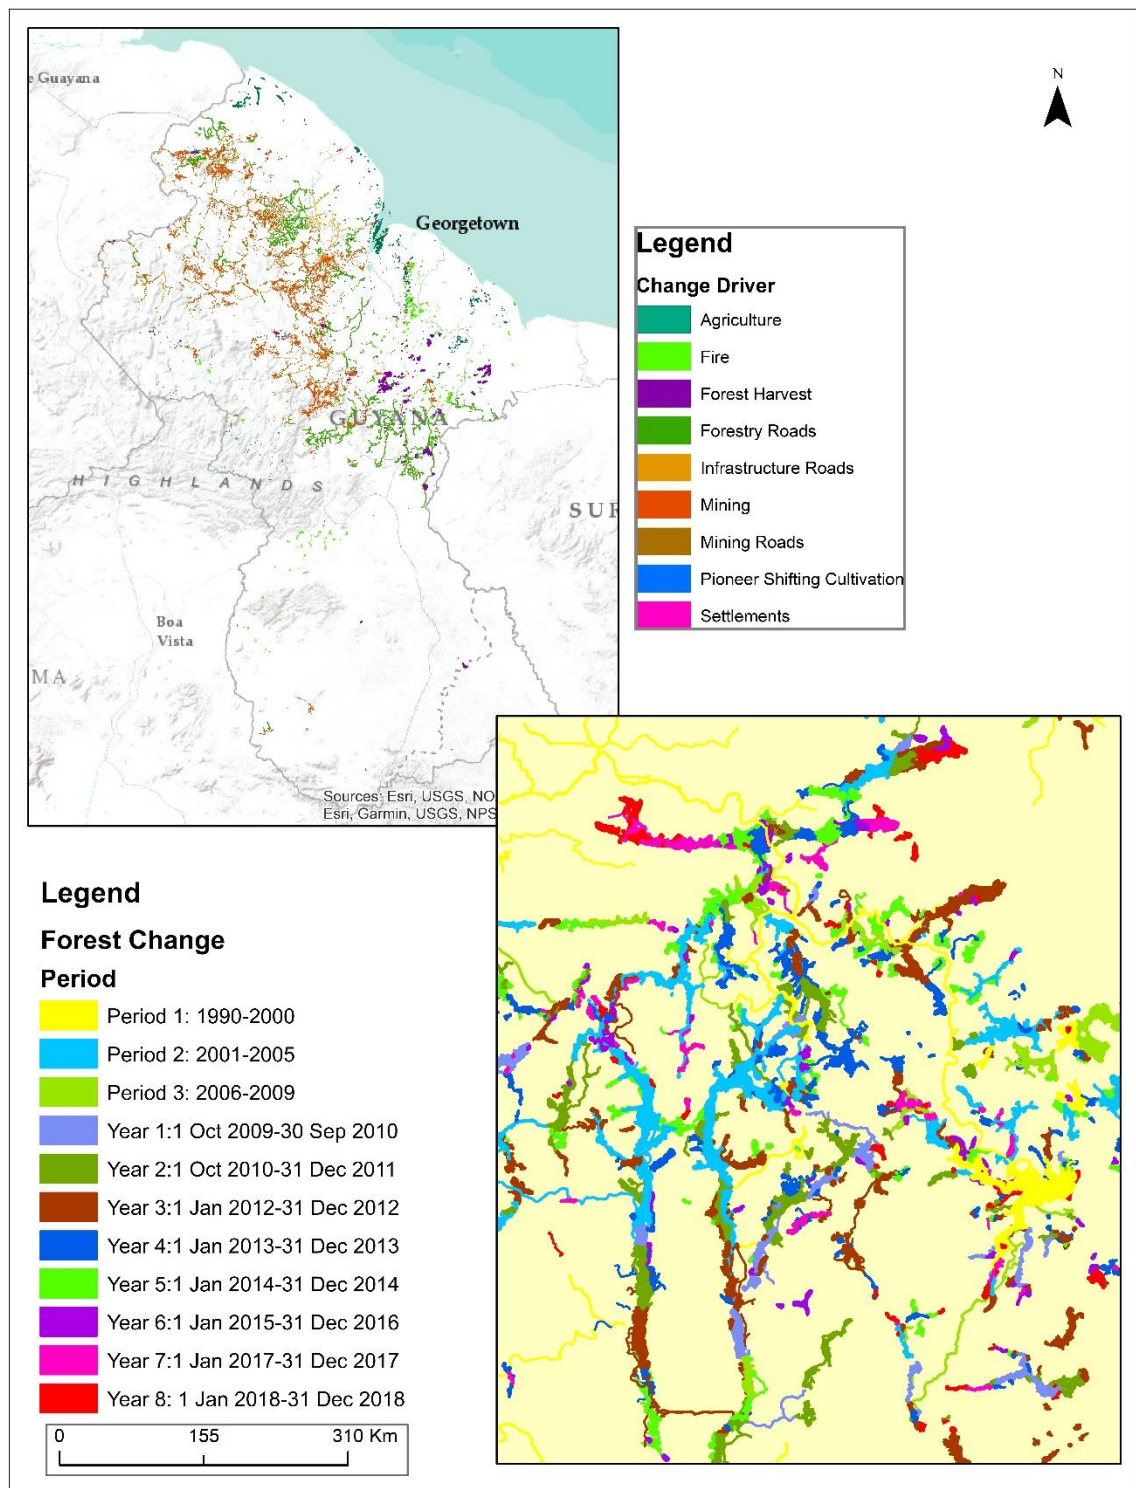 e Guayana
N
Georgetown
GUYANA
HIGHLANDS
SUR
Boa
Vista
MA
Sources: Esri, USGS, NO
Esri, Garmin, USGS, NPS
Legend
Change Driver
Agriculture
Fire
Forest Harvest
Forestry Roads
Infrastructure Roads
Mining
Mining Roads
Pioneer Shifting Cultivation
Settlements
Legend
Forest Change
Period
Period 1: 1990-2000
Period 2: 2001-2005
Period 3: 2006-2009
Year 1:1 Oct 2009-30 Sep 2010
Year 2:1 Oct 2010-31 Dec 2011
Year 3:1 Jan 2012-31 Dec 2012
Year 4:1 Jan 2013-31 Dec 2013
Year 5:1 Jan 2014-31 Dec 2014
Year 6:1 Jan 2015-31 Dec 2016
Year 7:1 Jan 2017-31 Dec 2017
Year 8: 1 Jan 2018-31 Dec 2018
0 155 310 Km